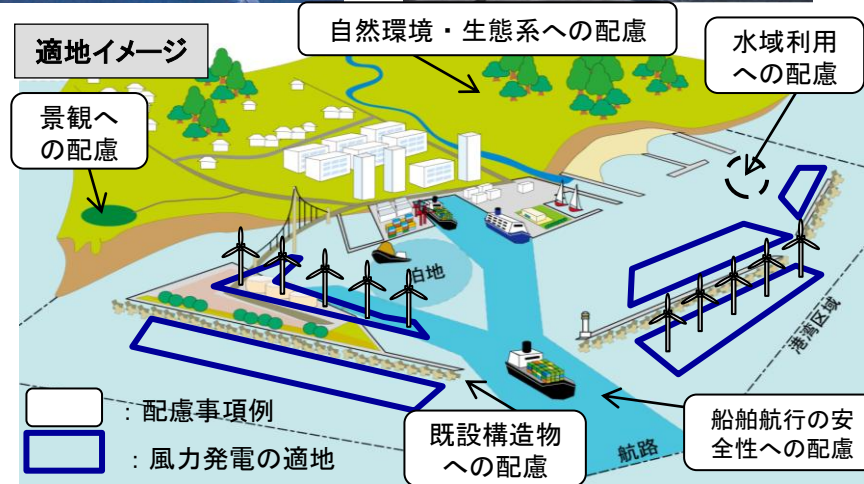 適地イメージ
自然環境・生態系への配慮
水域利用
への配慮
景観へ
の配慮
泊地
港湾区域
：配慮事項例
：風力発電の適地
既設構造物
への配慮
航路
船舶航行の安
全性への配慮